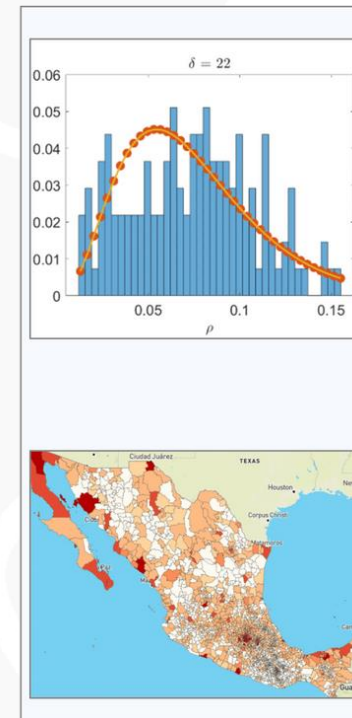 δ = 22
0.06
0.05
0.04
0.03
0.02
0.01
0
0.05 0.1 0.15
ρ
Ciudad Juárez
TEXAS
Houston
Corpus Christi
Matamoros